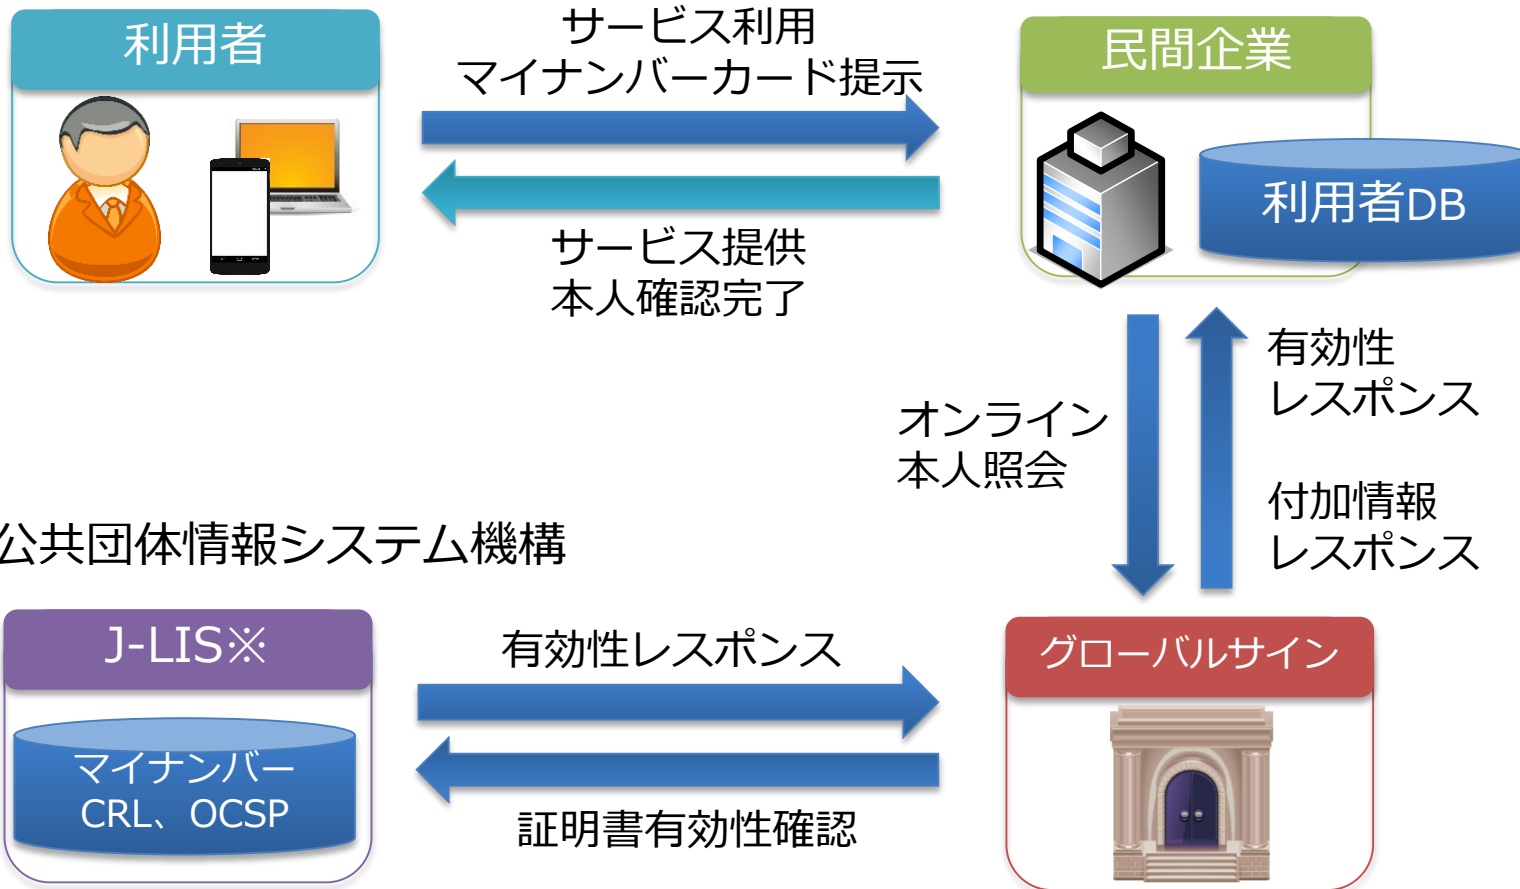 利用者
サービス利用
マイナンバーカード提示
民間企業
利用者DB
サービス提供
本人確認完了
オンライン
本人照会
有効性
レスポンス
付加情報
レスポンス
公共団体情報システム機構
J-LIS※
マイナンバー
CRL、OCSP
有効性レスポンス
証明書有効性確認
グローバルサイン